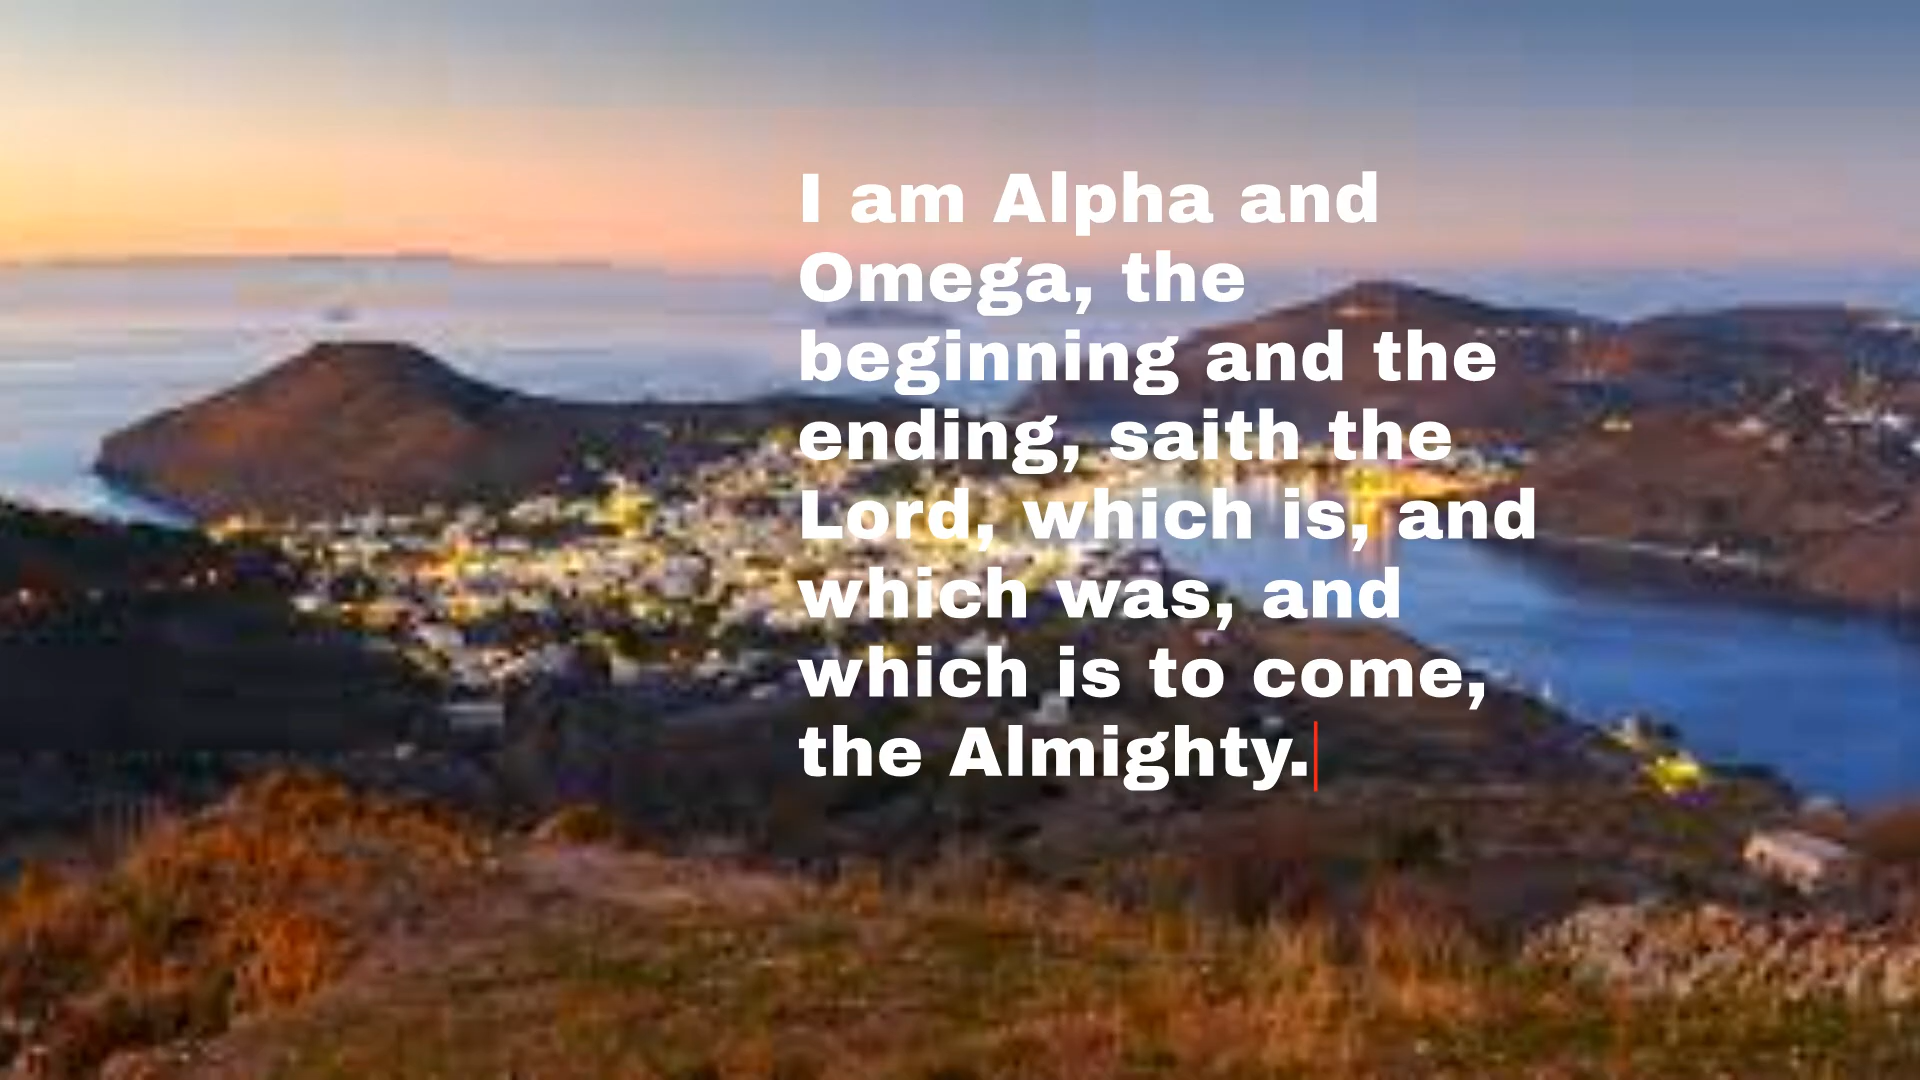 I am Alpha and
Omega, the
beginning and the
ending, saith the
Lord, which is, and
which was, and
which is to come,
the Almighty.